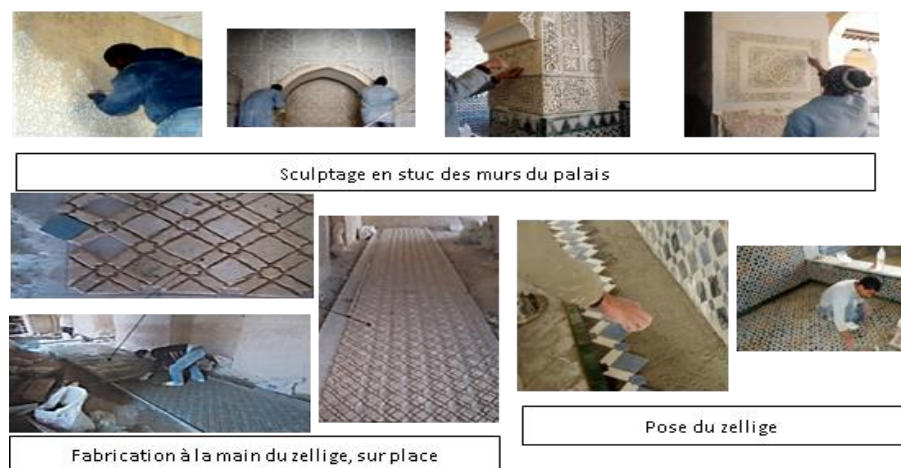 Sculptage en stuc des murs du palais
Fabrication à la main du zellige, sur place
Pose du zellige